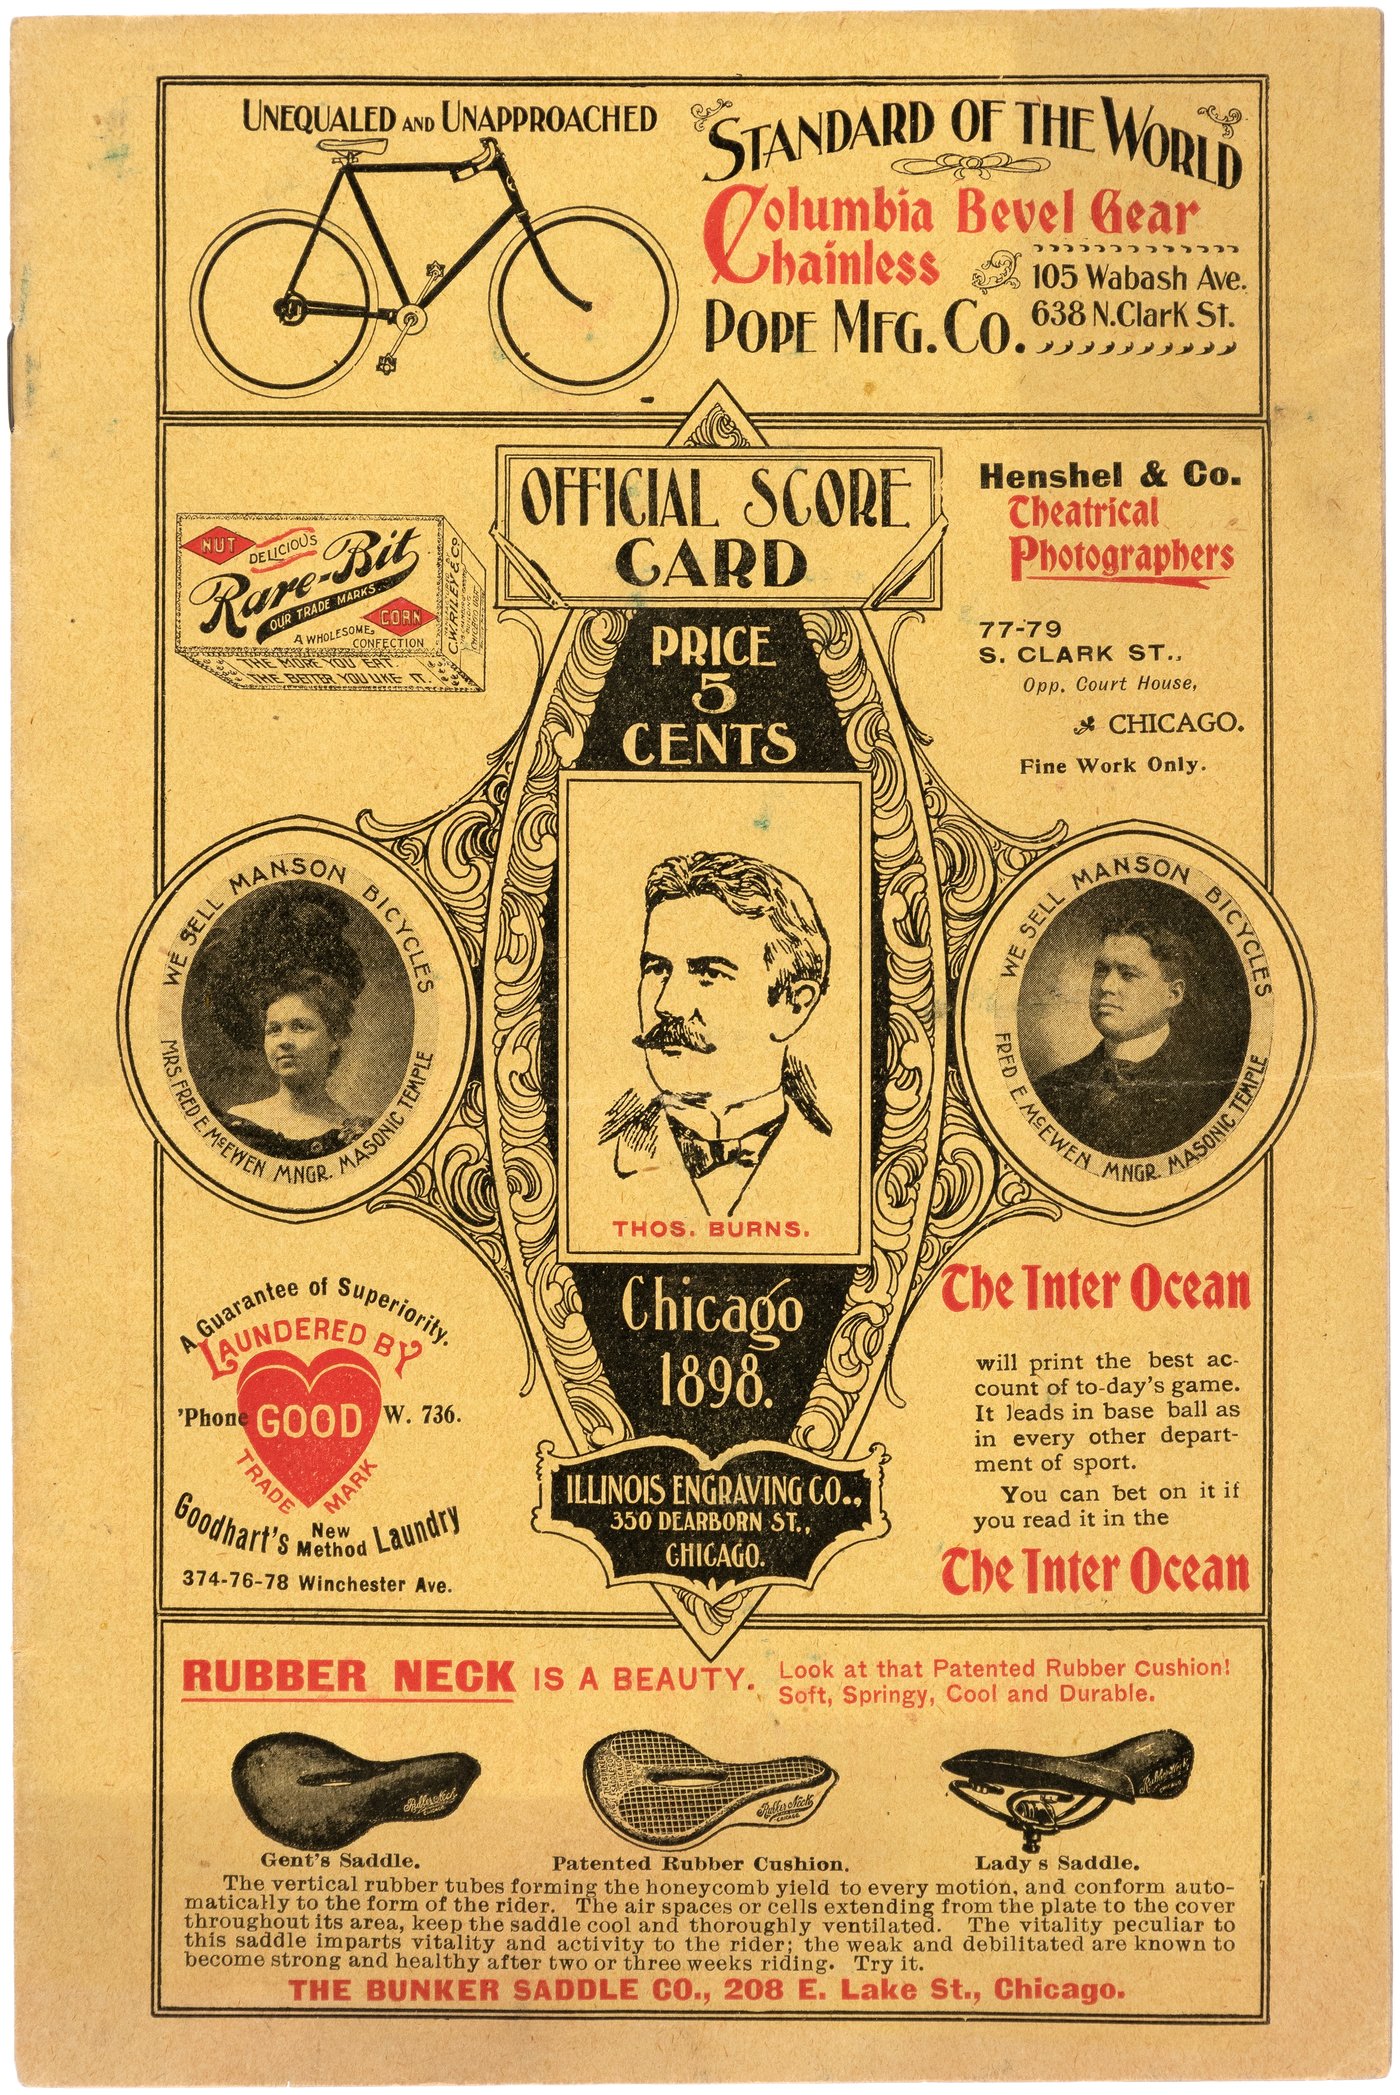 UNEQUALED AND UNAPPROACHED
STANDARD OF THE WORLD
Columbia Bevel Gear
Chainless
105 Wabash Ave.
638 N. Clark St.
POPE MFG. CO.
OFFICIAL SCORE
CARD
PRICE
5
CENTS
NUT
DELICIOUS
Rare-Bit
OUR TRADE MARKS.
CORN
A WHOLESOME
CONFECTION
THE MORE YOU EAT
THE BETTER YOU LIKE IT.
C.W. RILEY & CO
Henshel & Co.
Theatrical
Photographers
77-79
S. CLARK ST.,
Opp. Court House,
CHICAGO.
Fine Work Only.
WE SELL MANSON BICYCLES
MRS. FRED E. McEWEN MNGR. MASONIC TEMPLE
THOS. BURNS.
WE SELL MANSON BICYCLES
FRED E. McEWEN MNGR. MASONIC TEMPLE
Chicago
1898.
ILLINOIS ENGRAVING CO.,
350 DEARBORN ST.,
CHICAGO.
A Guarantee of Superiority.
LAUNDERED BY
'Phone GOOD W. 736.
TRADE MARK
Goodhart's New Method Laundry
374-76-78 Winchester Ave.
The Inter Ocean
will print the best ac-
count of to-day's game.
It leads in base ball as
in every other depart-
ment of sport.
You can bet on it if
you read it in the
The Inter Ocean
RUBBER NECK IS A BEAUTY.
Look at that Patented Rubber Cushion!
Soft, Springy, Cool and Durable.
Rubber Neck
Rubber Neck
CHICAGO
Rubber Neck
Gent's Saddle.
Patented Rubber Cushion.
Lady s Saddle.
The vertical rubber tubes forming the honeycomb yield to every motion, and conform auto-
matically to the form of the rider. The air spaces or cells extending from the plate to the cover
throughout its area, keep the saddle cool and thoroughly ventilated. The vitality peculiar to
this saddle imparts vitality and activity to the rider; the weak and debilitated are known to
become strong and healthy after two or three weeks riding. Try it.
THE BUNKER SADDLE CO., 208 E. Lake St., Chicago.